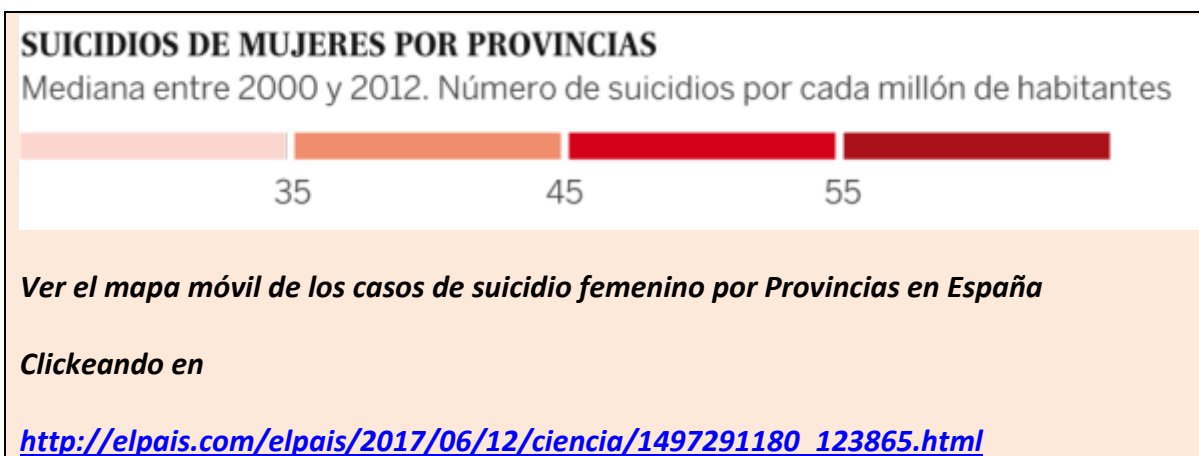 SUICIDIOS DE MUJERES POR PROVINCIAS
Mediana entre 2000 y 2012. Número de suicidios por cada millón de habitantes
35 45 55
Ver el mapa móvil de los casos de suicidio femenino por Provincias en España
Clickeando en
http://elpais.com/elpais/2017/06/12/ciencia/1497291180_123865.html